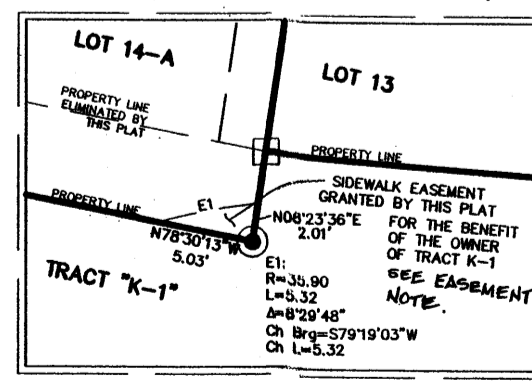 LOT 14-A
LOT 13
PROPERTY LINE
ELIMINATED BY
THIS PLAT
PROPERTY LINE
SIDEWALK EASEMENT
GRANTED BY THIS PLAT
FOR THE BENEFIT
OF THE OWNER
OF TRACT K-1
SEE EASEMENT
NOTE.
PROPERTY LINE
E1
N78°30'13"W
5.03'
N08°23'36"E
2.01'
TRACT "K-1"
E1:
R=35.90
L=5.32
Δ=8°29'48"
Ch Brg=S79°19'03"W
Ch L=5.32